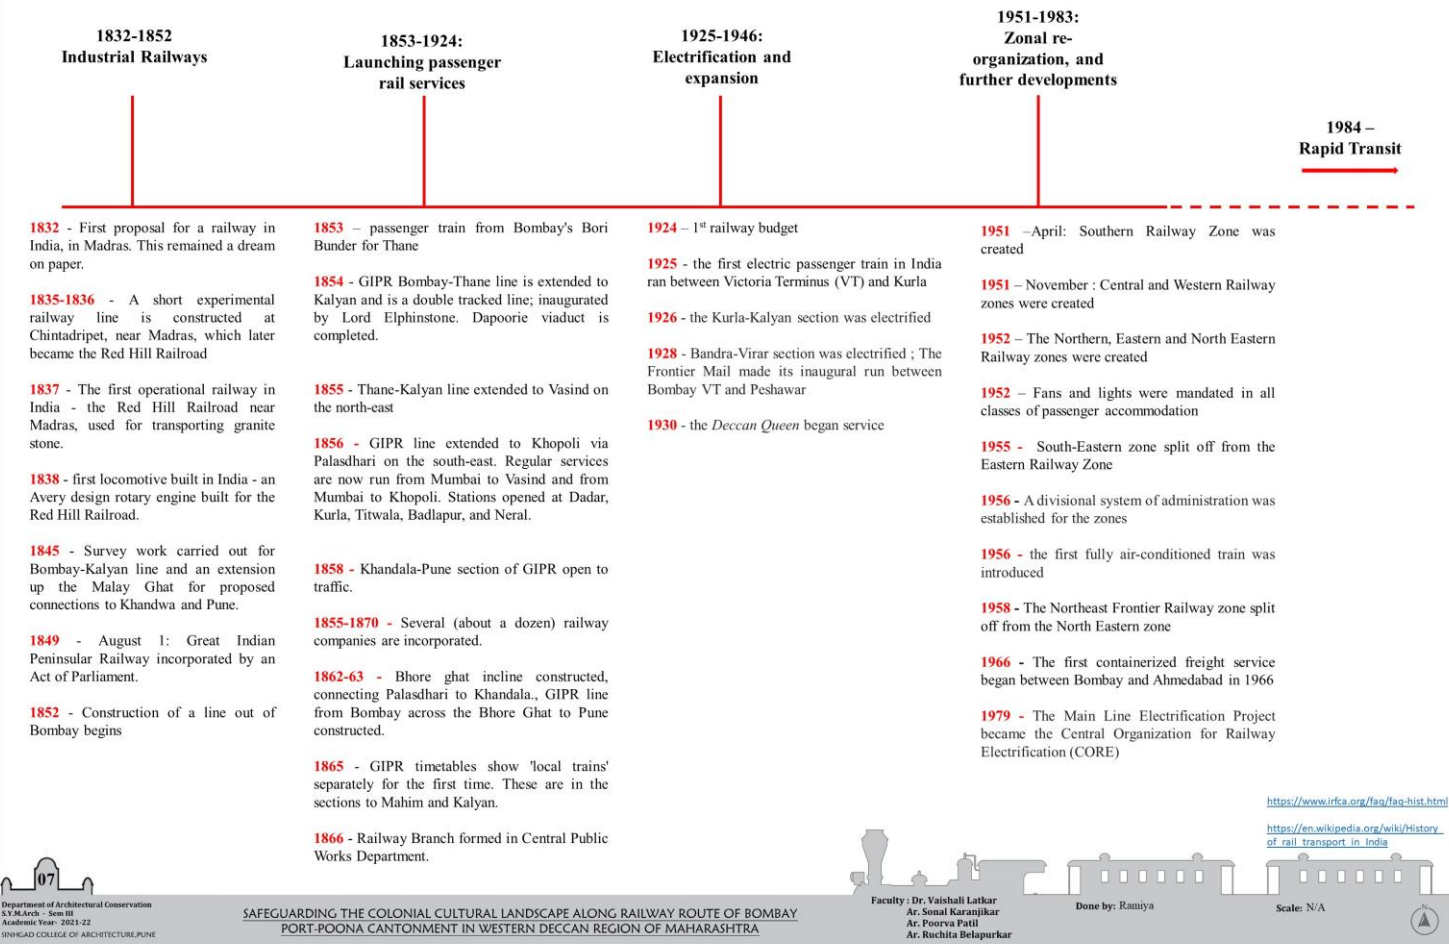 1832-1852
Industrial Railways
1853-1924:
Launching passenger
rail services
1925-1946:
Electrification and
expansion
1951-1983:
Zonal re-
organization, and
further developments
1984 –
Rapid Transit
1832 - First proposal for a railway in
India, in Madras. This remained a dream
on paper.
1835-1836 - A short experimental
railway line is constructed at
Chintadripet, near Madras, which later
became the Red Hill Railroad
1837 - The first operational railway in
India - the Red Hill Railroad near
Madras, used for transporting granite
stone.
1838 - first locomotive built in India - an
Avery design rotary engine built for the
Red Hill Railroad.
1845 - Survey work carried out for
Bombay-Kalyan line and an extension
up the Malay Ghat for proposed
connections to Khandwa and Pune.
1849 - August 1: Great Indian
Peninsular Railway incorporated by an
Act of Parliament.
1852 - Construction of a line out of
Bombay begins
1853 – passenger train from Bombay's Bori
Bunder for Thane
1854 - GIPR Bombay-Thane line is extended to
Kalyan and is a double tracked line; inaugurated
by Lord Elphinstone. Dapoorie viaduct is
completed.
1855 - Thane-Kalyan line extended to Vasind on
the north-east
1856 - GIPR line extended to Khopoli via
Palasdhari on the south-east. Regular services
are now run from Mumbai to Vasind and from
Mumbai to Khopoli. Stations opened at Dadar,
Kurla, Titwala, Badlapur, and Neral.
1858 - Khandala-Pune section of GIPR open to
traffic.
1855-1870 - Several (about a dozen) railway
companies are incorporated.
1862-63 - Bhore ghat incline constructed,
connecting Palasdhari to Khandala., GIPR line
from Bombay across the Bhore Ghat to Pune
constructed.
1865 - GIPR timetables show 'local trains'
separately for the first time. These are in the
sections to Mahim and Kalyan.
1866 - Railway Branch formed in Central Public
Works Department.
1924 – 1st railway budget
1925 - the first electric passenger train in India
ran between Victoria Terminus (VT) and Kurla
1926 - the Kurla-Kalyan section was electrified
1928 - Bandra-Virar section was electrified ; The
Frontier Mail made its inaugural run between
Bombay VT and Peshawar
1930 - the Deccan Queen began service
1951 –April: Southern Railway Zone was
created
1951 – November : Central and Western Railway
zones were created
1952 – The Northern, Eastern and North Eastern
Railway zones were created
1952 – Fans and lights were mandated in all
classes of passenger accommodation
1955 - South-Eastern zone split off from the
Eastern Railway Zone
1956 - A divisional system of administration was
established for the zones
1956 - the first fully air-conditioned train was
introduced
1958 - The Northeast Frontier Railway zone split
off from the North Eastern zone
1966 - The first containerized freight service
began between Bombay and Ahmedabad in 1966
1979 - The Main Line Electrification Project
became the Central Organization for Railway
Electrification (CORE)
https://www.irfca.org/faq/faq-hist.html
https://en.wikipedia.org/wiki/History_
of_rail_transport_in_India
07
Department of Architectural Conservation
S.Y.M.Arch - Sem III
Academic Year- 2021-22
SINHGAD COLLEGE OF ARCHITECTURE,PUNE
SAFEGUARDING THE COLONIAL CULTURAL LANDSCAPE ALONG RAILWAY ROUTE OF BOMBAY
PORT-POONA CANTONMENT IN WESTERN DECCAN REGION OF MAHARASHTRA
Faculty : Dr. Vaishali Latkar
Ar. Sonal Karanjikar
Ar. Poorva Patil
Ar. Ruchita Belapurkar
Done by: Ramiya
Scale: N/A
N